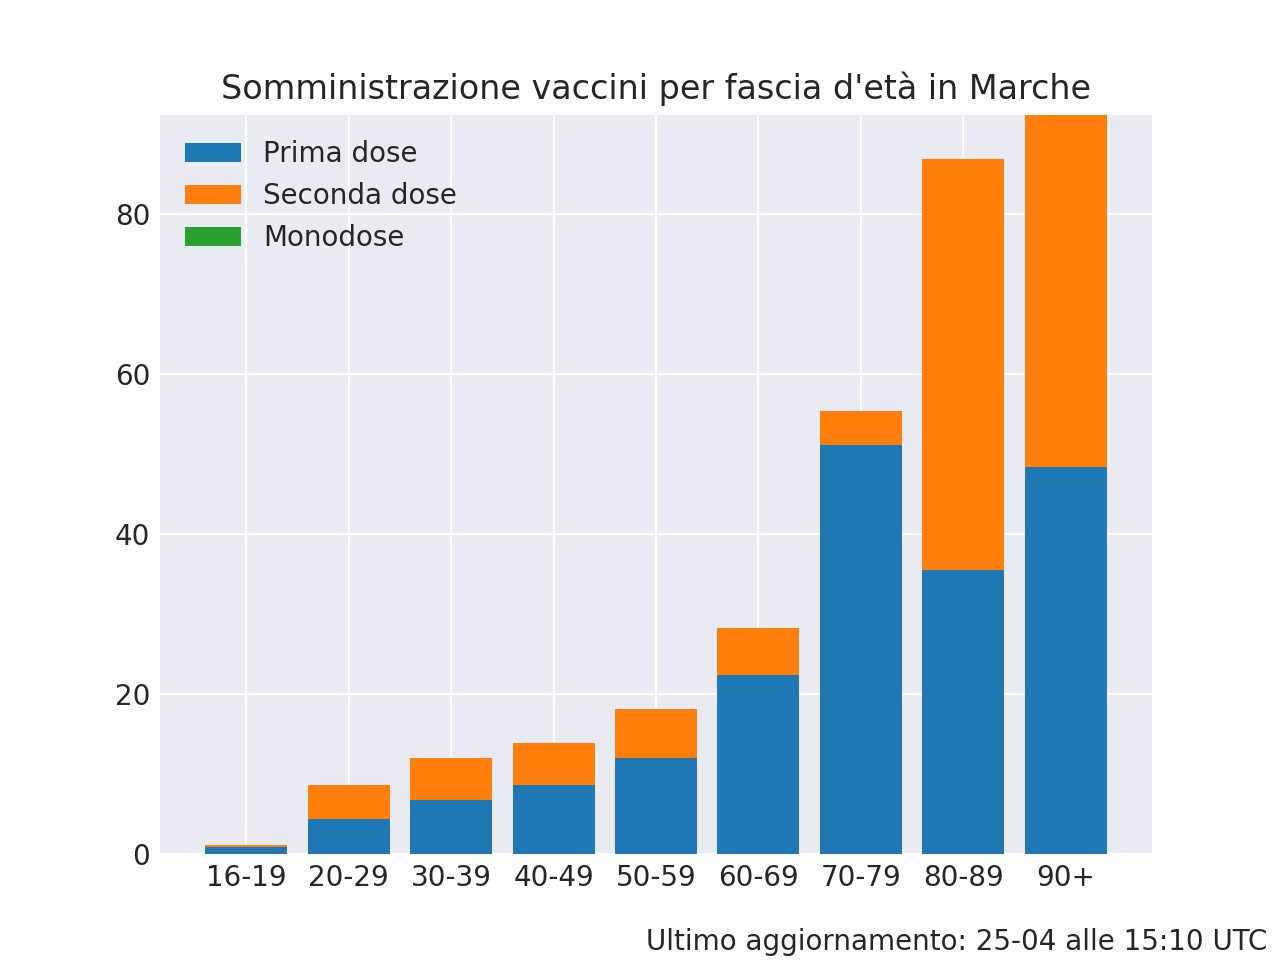 Somministrazione vaccini per fascia d'età in Marche
Prima dose
Seconda dose
Monodose
80
60
40
20
0
16-19 20-29 30-39 40-49 50-59 60-69 70-79 80-89 90+
Ultimo aggiornamento: 25-04 alle 15:10 UTC